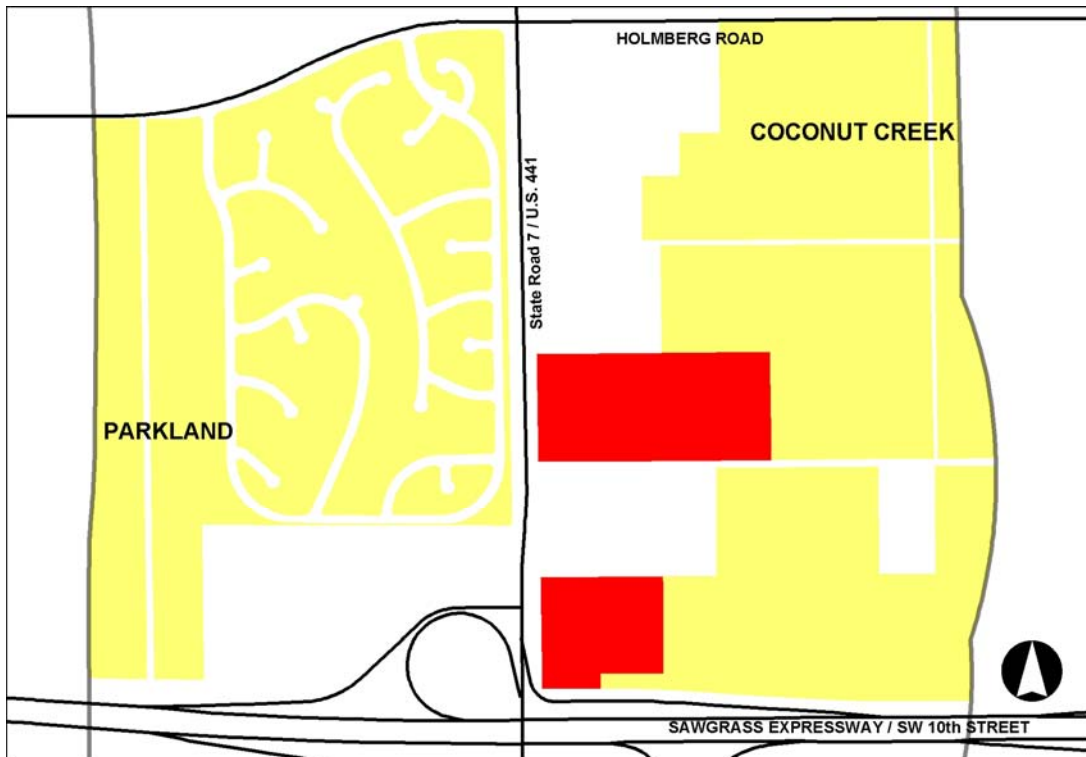 HOLMBERG ROAD
COCONUT CREEK
State Road 7 / U.S. 441
PARKLAND
SAWGRASS EXPRESSWAY / SW 10th STREET